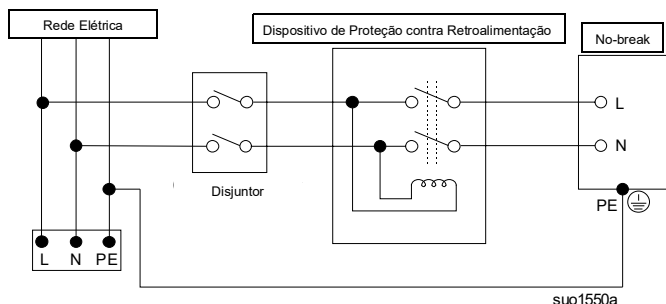 Rede Elétrica
Dispositivo de Proteção contra Retroalimentação
No-break
L
N
Disjuntor
PE
L N PE
suo1550a